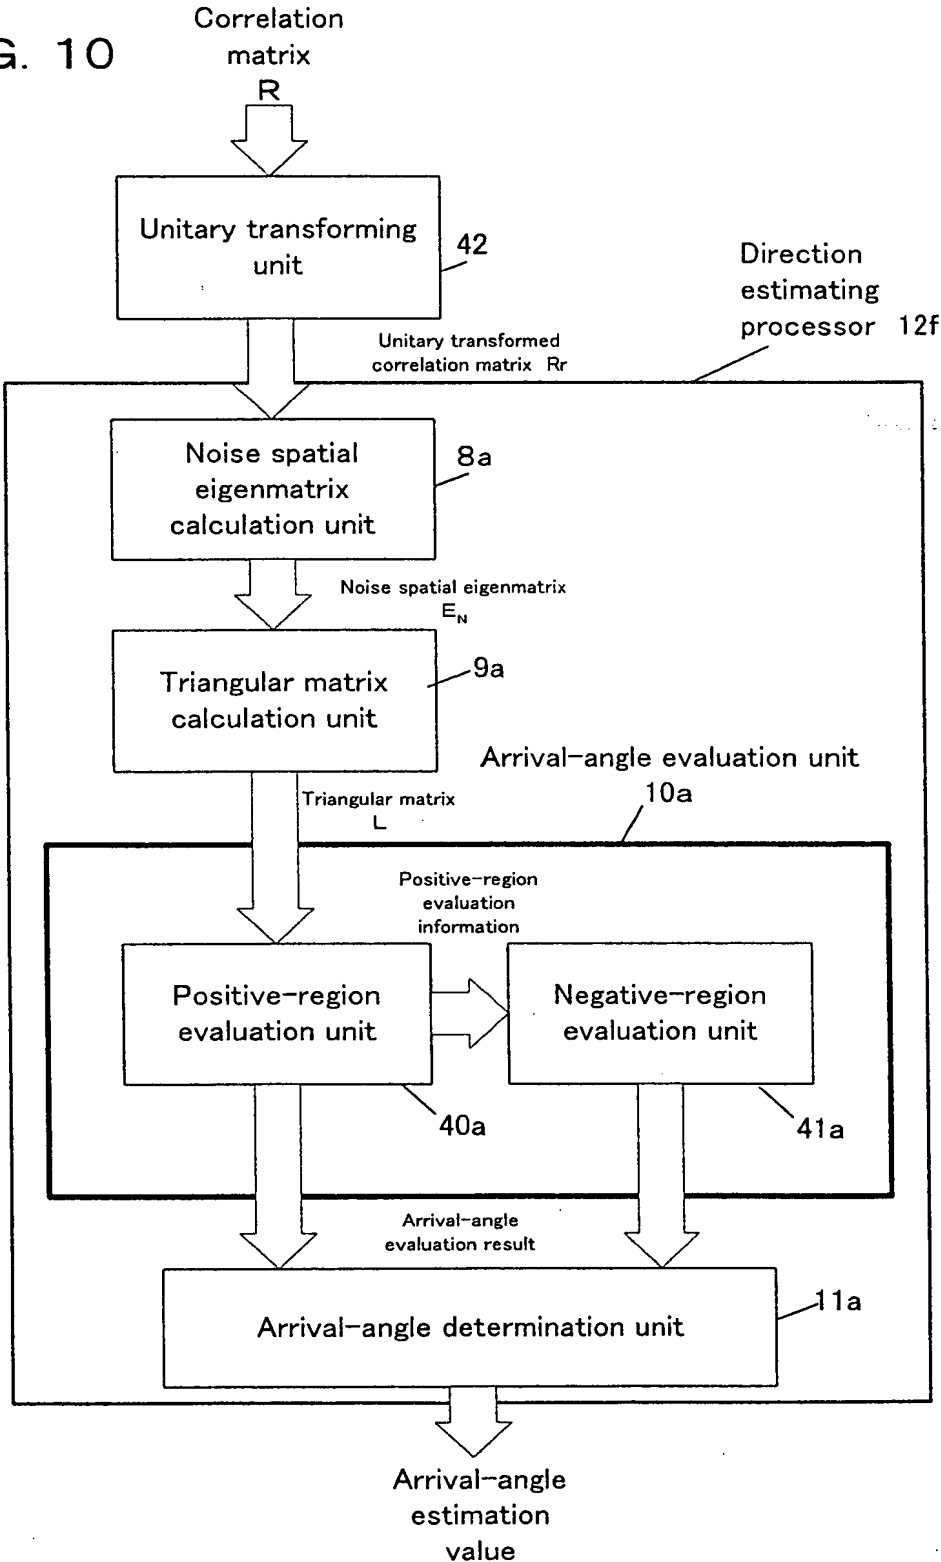 G. 10
Correlation
matrix
R
Unitary transforming
unit
42
Direction
estimating
processor 12f
Unitary transformed
correlation matrix Rr
Noise spatial
eigenmatrix
calculation unit
8a
Noise spatial eigenmatrix
EN
Triangular matrix
calculation unit
9a
Arrival-angle evaluation unit
10a
Triangular matrix
L
Positive-region
evaluation
information
Positive-region
evaluation unit
Negative-region
evaluation unit
40a
41a
Arrival-angle
evaluation result
Arrival-angle determination unit
11a
Arrival-angle
estimation
value